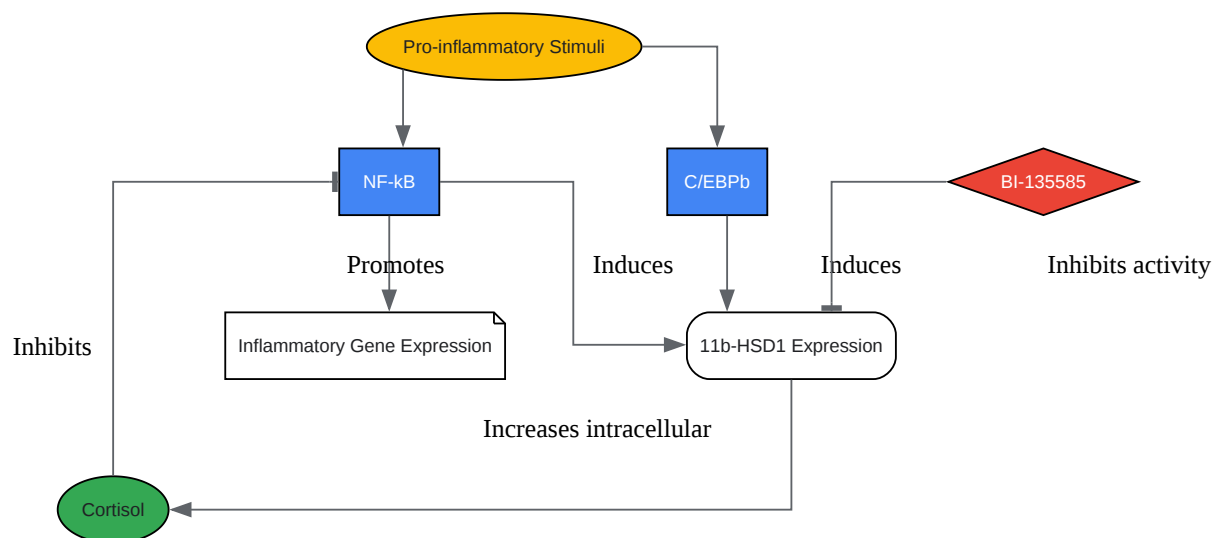 Pro-inflammatory Stimuli
NF-kB
C/EBPb
BI-135585
Promotes
Induces
Induces
Inhibits activity
Inhibits
Inflammatory Gene Expression
11b-HSD1 Expression
Increases intracellular
Cortisol